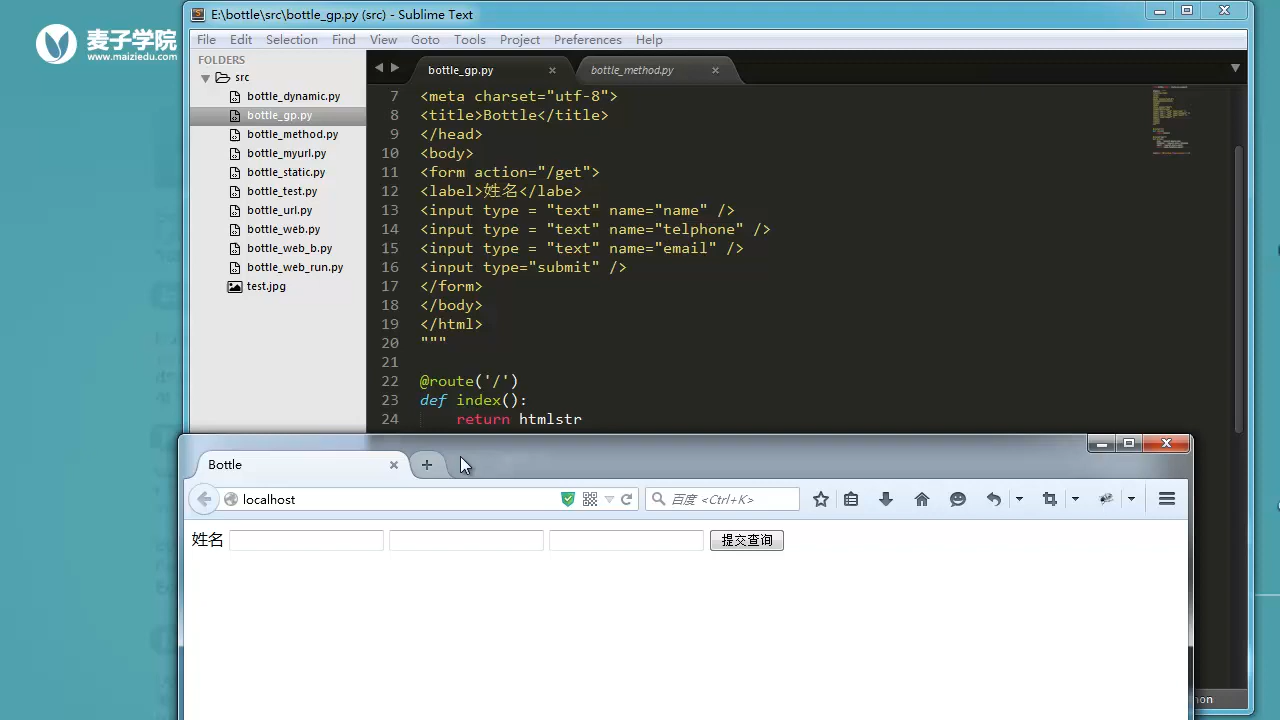 麦子学院
www.maiziedu.com
E:\bottle\src\bottle_gp.py (src) - Sublime Text
File Edit Selection Find View Goto Tools Project Preferences Help
FOLDERS
src
bottle_dynamic.py
bottle_gp.py
bottle_method.py
bottle_myurl.py
bottle_static.py
bottle_test.py
bottle_url.py
bottle_web.py
bottle_web_b.py
bottle_web_run.py
test.jpg
bottle_gp.py bottle_method.py
7 <meta charset="utf-8">
8 <title>Bottle</title>
9 </head>
10 <body>
11 <form action="/get">
12 <label>姓名</labe>
13 <input type = "text" name="name" />
14 <input type = "text" name="telphone" />
15 <input type = "text" name="email" />
16 <input type="submit" />
17 </form>
18 </body>
19 </html>
20 """
21
22 @route('/')
23 def index():
24 return htmlstr
Bottle
localhost
百度 <Ctrl+K>
姓名 提交查询